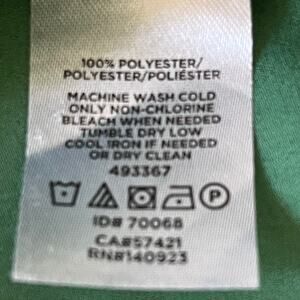 100% POLYESTER/
POLYESTER/POLIÉSTER
MACHINE WASH COLD
ONLY NON-CHLORINE
BLEACH WHEN NEEDED
TUMBLE DRY LOW
COOL IRON IF NEEDED
OR DRY CLEAN
493367
P
ID# 70068
CA#57421
RN#140923